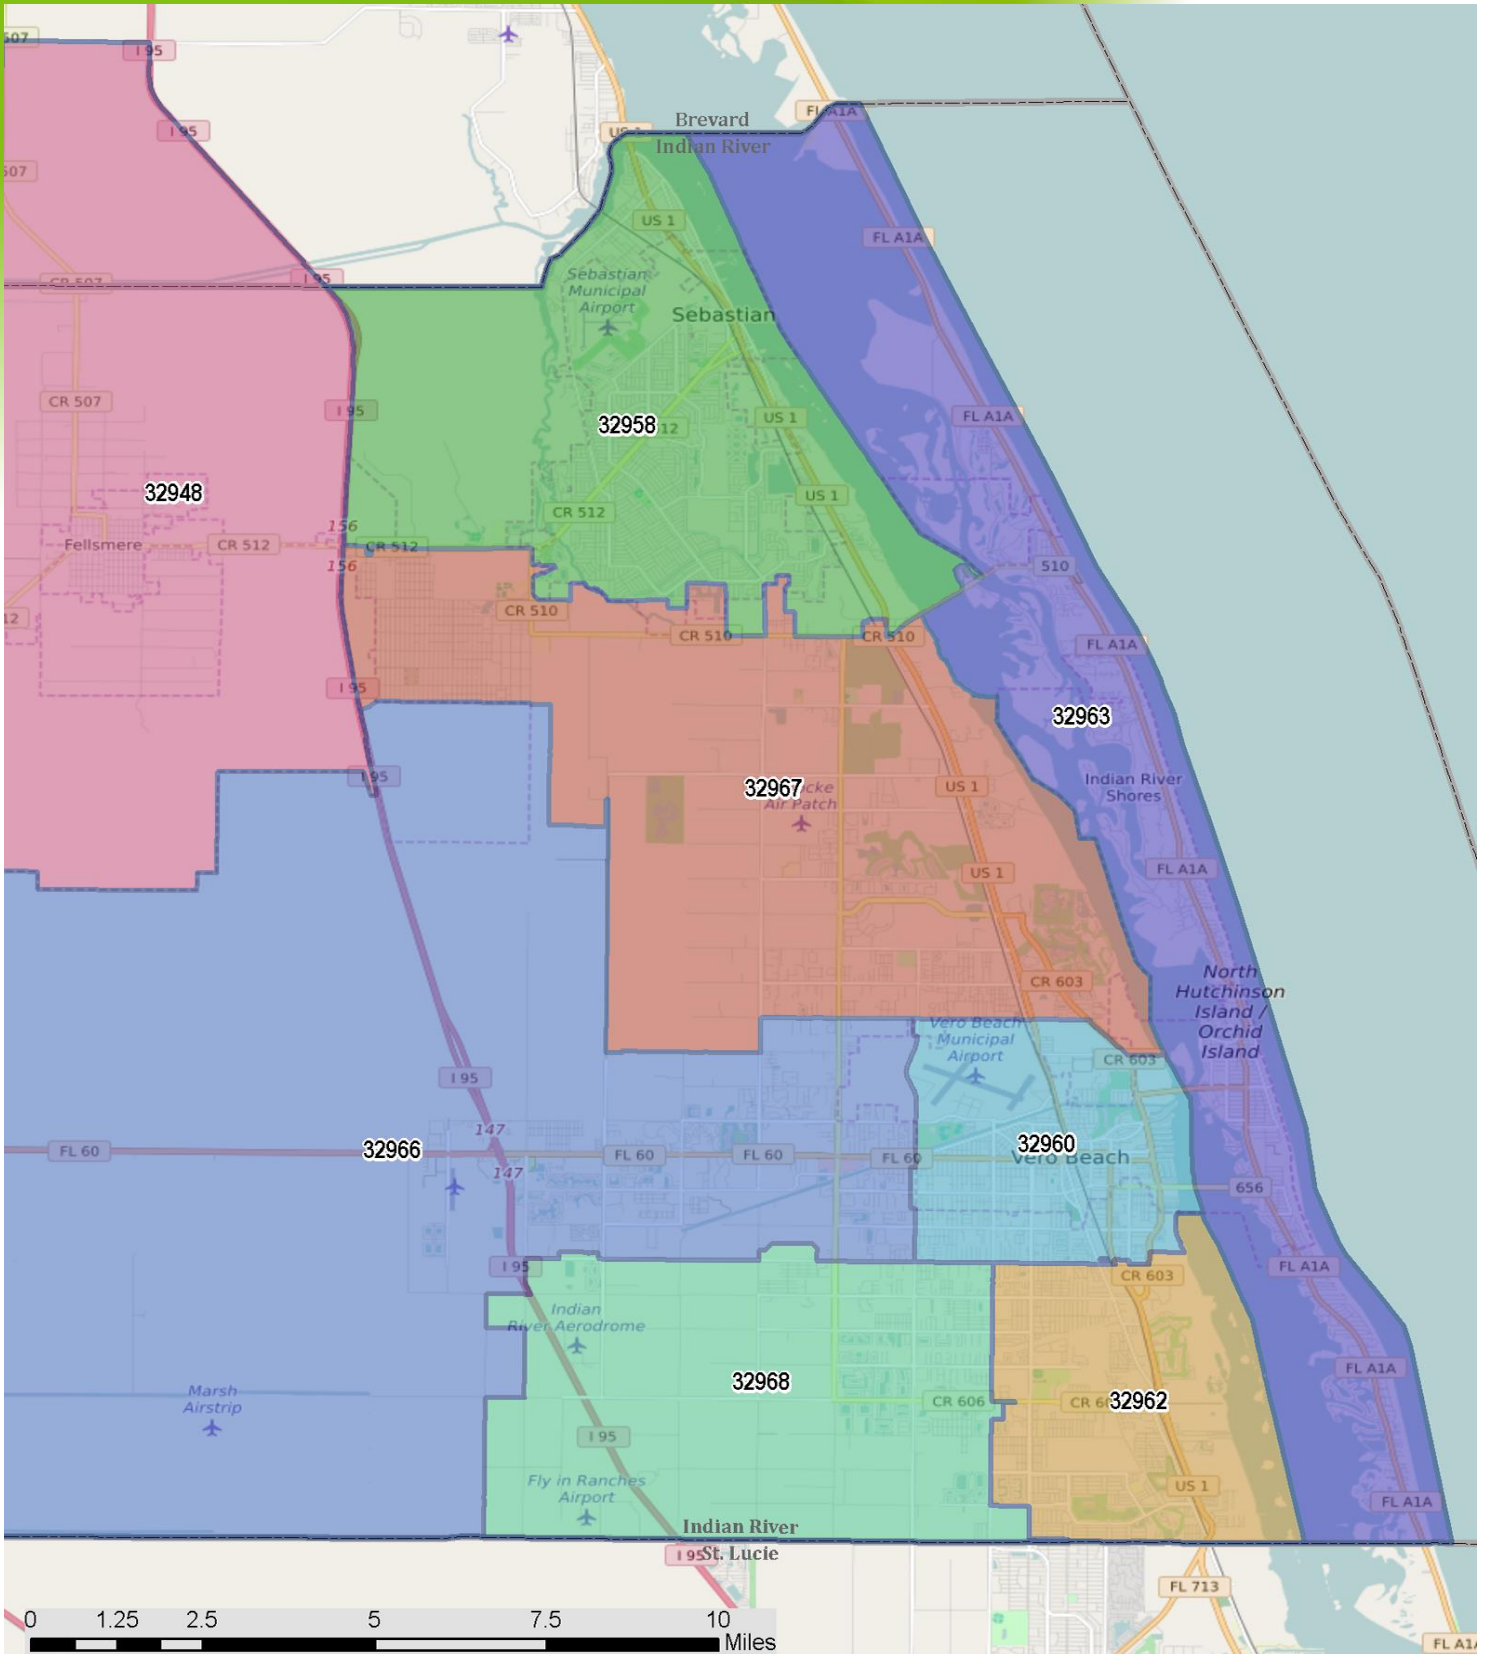 507
I 95
FL A1A
Brevard
US 1
Indian River
I 95
507
US 1
FL A1A
I 95
CR 507
Sebastian
Municipal
Airport
Sebastian
CR 507
I 95
FL A1A
US 1
32958
12
32948
US 1
CR 512
156
Fellsmere
CR 512
CR 512
156
510
12
CR 510
CR 510
CR 510
FL A1A
I 95
32963
I 95
Indian River
Shores
32967
Air Patch
US 1
US 1
FL A1A
CR 603
North
Hutchinson
Island /
Orchid
Island
Vero Beach
Municipal
Airport
CR 603
I 95
147
FL 60
32966
FL 60
FL 60
FL 60
32960
Vero Beach
147
656
I 95
CR 603
FL A1A
Indian
River Aerodrome
32968
FL A1A
Marsh
Airstrip
CR 606
32962
I 95
Fly in Ranches
Airport
US 1
FL A1A
Indian River
I 95
St. Lucie
FL 713
0 1.25 2.5 5 7.5 10
Miles
FL A1A